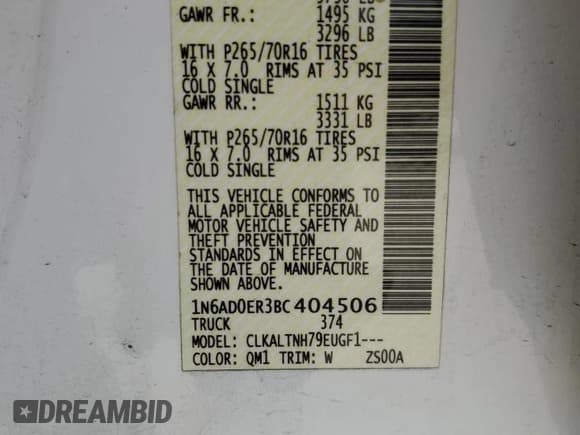 GAWR FR.: 1495 KG
3296 LB
WITH P265/70R16 TIRES
16 X 7.0 RIMS AT 35 PSI
COLD SINGLE
GAWR RR.: 1511 KG
3331 LB
WITH P265/70R16 TIRES
16 X 7.0 RIMS AT 35 PSI
COLD SINGLE
THIS VEHICLE CONFORMS TO
ALL APPLICABLE FEDERAL
MOTOR VEHICLE SAFETY AND
THEFT PREVENTION
STANDARDS IN EFFECT ON
THE DATE OF MANUFACTURE
SHOWN ABOVE.
1N6AD0ER3BC404506
TRUCK 374
MODEL: CLKALTNH79EUGF1---
COLOR: QM1 TRIM: W ZS00A
DREAMBID